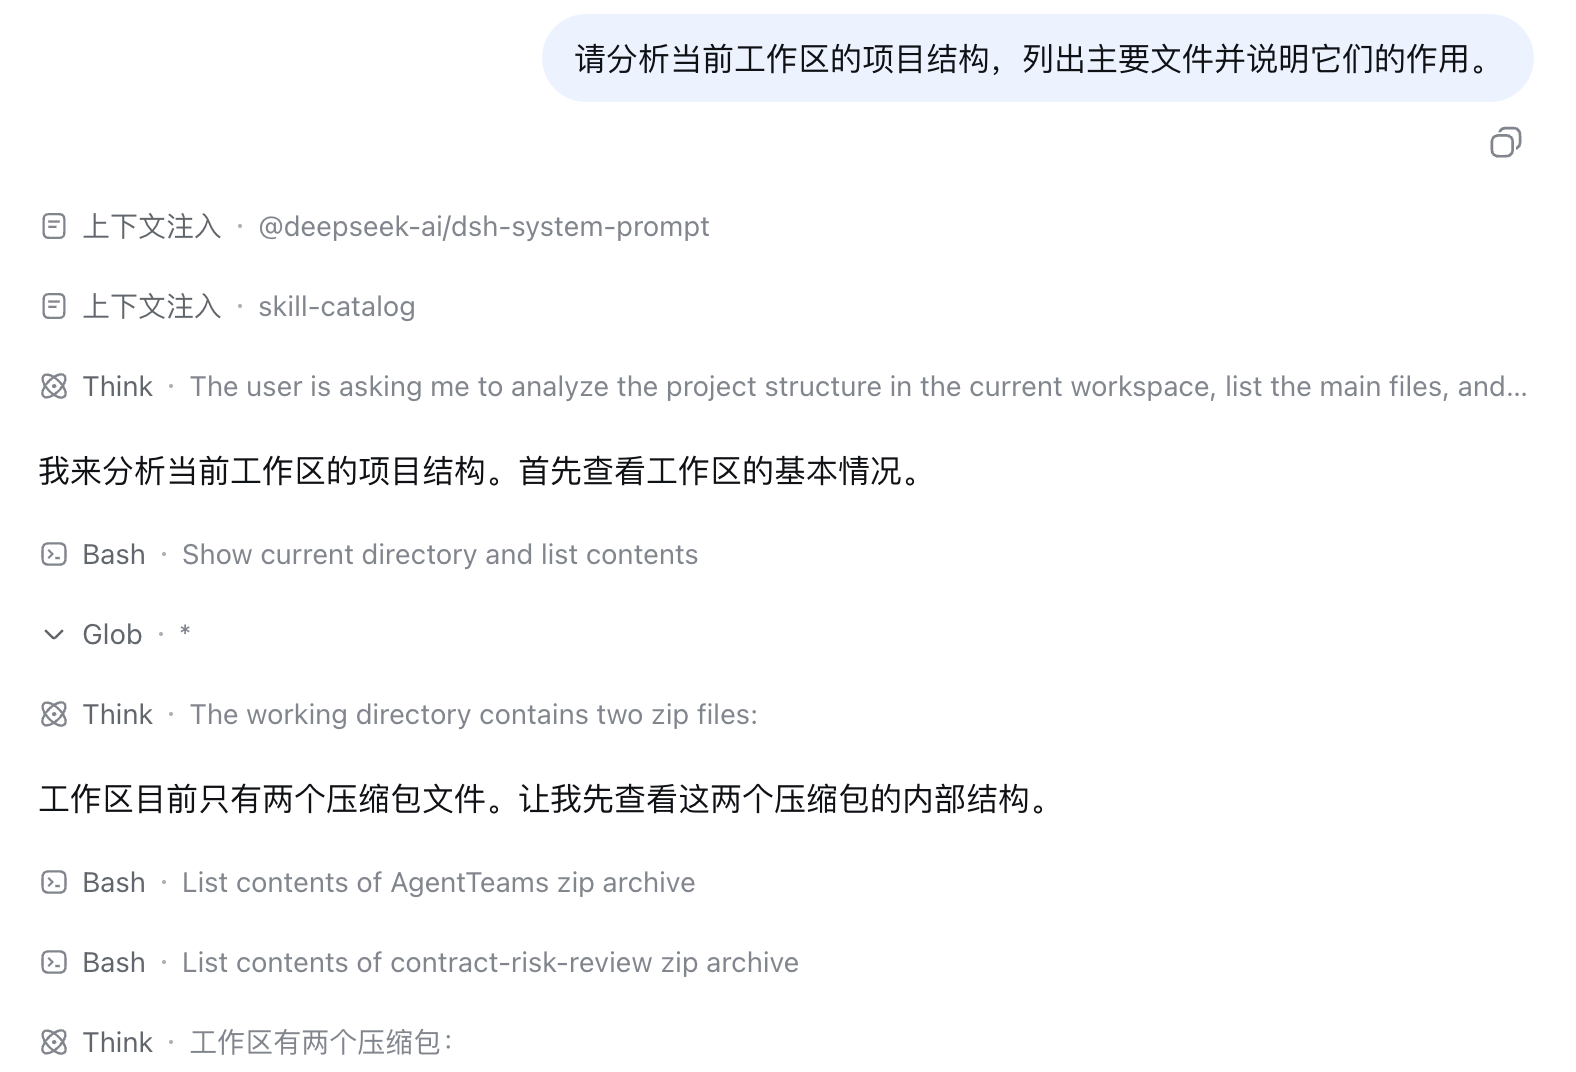 请分析当前工作区的项目结构，列出主要文件并说明它们的作用。
上下文注入 · @deepseek-ai/dsh-system-prompt
上下文注入 · skill-catalog
Think · The user is asking me to analyze the project structure in the current workspace, list the main files, and...
我来分析当前工作区的项目结构。首先查看工作区的基本情况。
Bash · Show current directory and list contents
Glob · *
Think · The working directory contains two zip files:
工作区目前只有两个压缩包文件。让我先查看这两个压缩包的内部结构。
Bash · List contents of AgentTeams zip archive
Bash · List contents of contract-risk-review zip archive
Think · 工作区有两个压缩包：